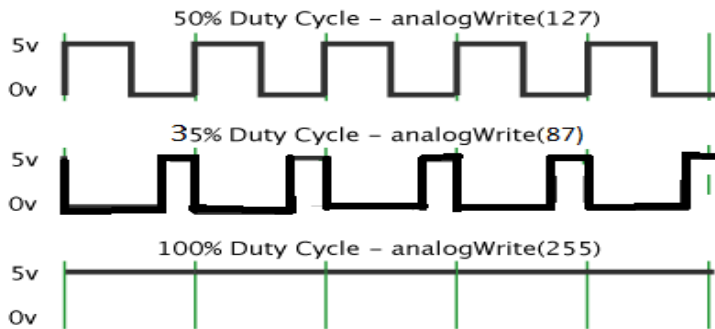 50% Duty Cycle – analogWrite(127)
5v
0v
35% Duty Cycle – analogWrite(87)
5v
0v
100% Duty Cycle – analogWrite(255)
5v
0v